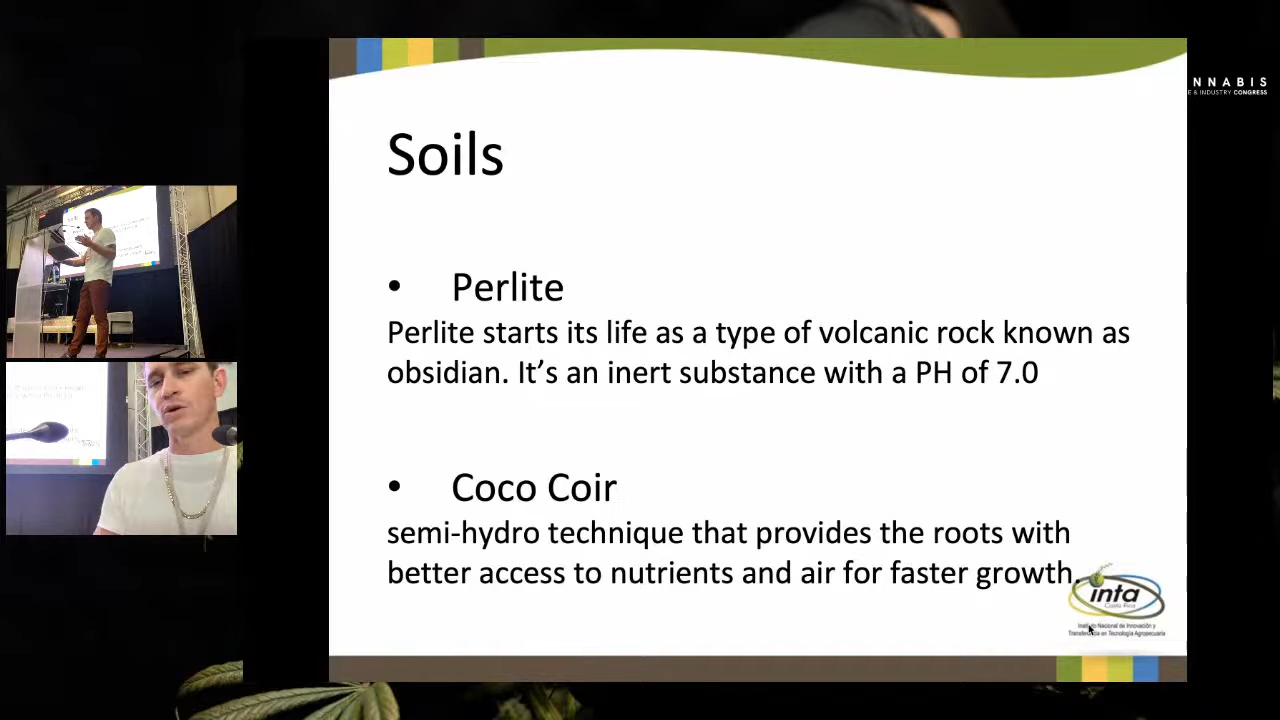 Soils
• Perlite
Perlite starts its life as a type of volcanic rock known as
obsidian. It’s an inert substance with a PH of 7.0
• Coco Coir
semi-hydro technique that provides the roots with
better access to nutrients and air for faster growth.
inta
Costa Rica
Instituto Nacional de Innovación y
Transferencia en Tecnología Agropecuaria
NNABIS
E & INDUSTRY CONGRESS